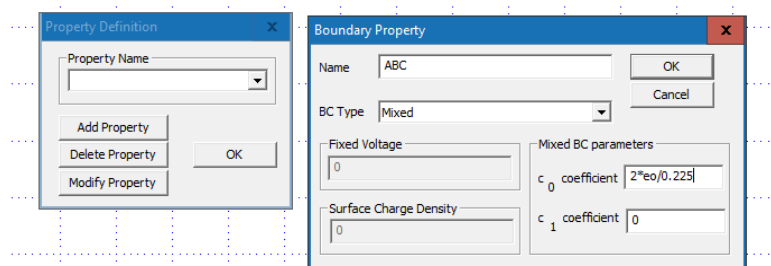 Property Definition
x
Property Name
Add Property
Delete Property
OK
Modify Property
Boundary Property
x
Name
ABC
OK
Cancel
BC Type
Mixed
Fixed Voltage
0
Mixed BC parameters
c 0 coefficient
2*eo/0.225
Surface Charge Density
0
c 1 coefficient
0